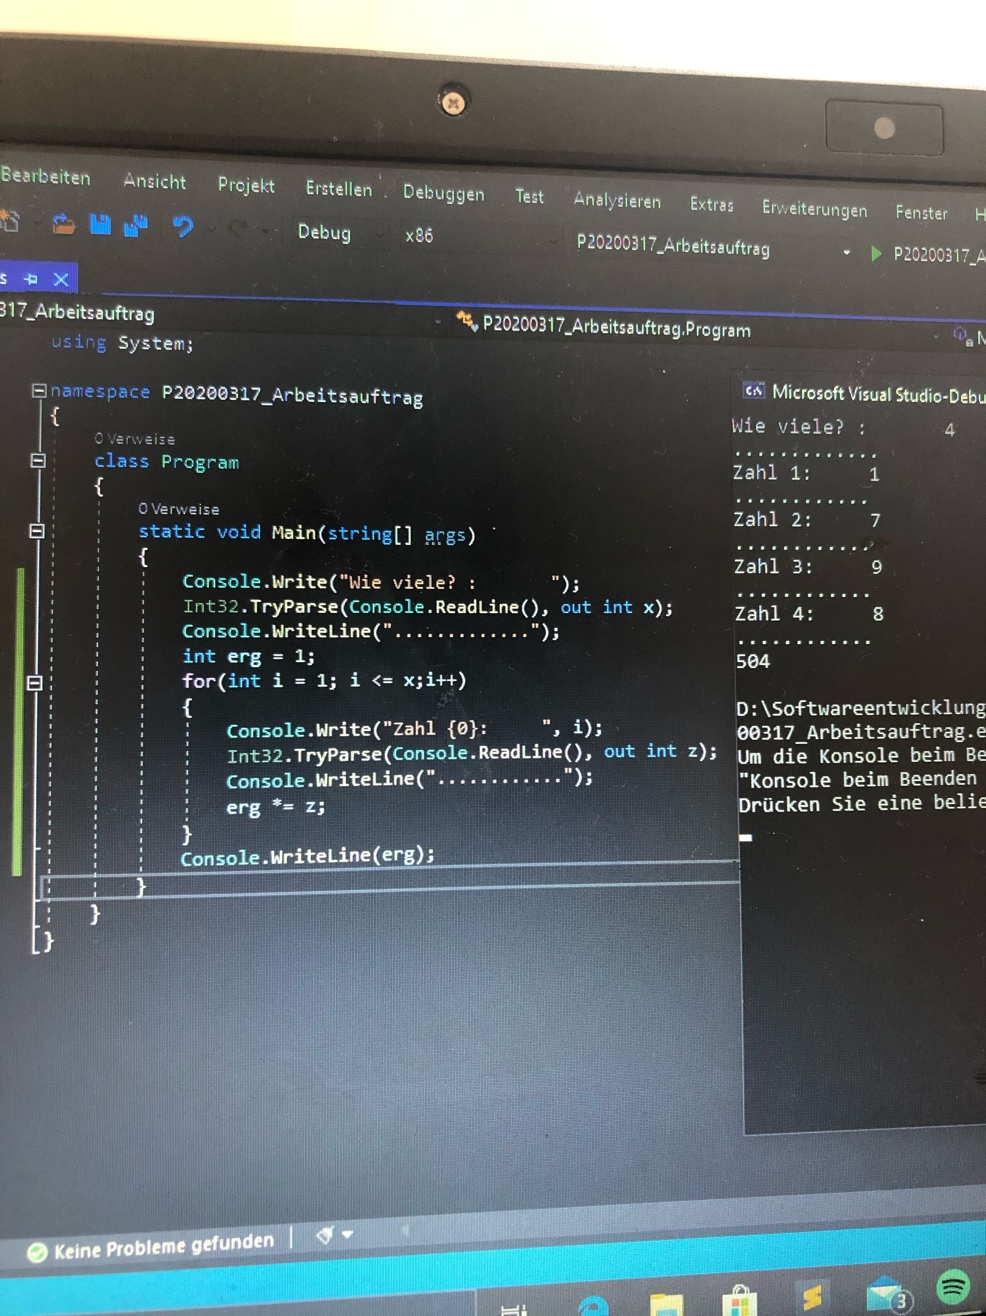 Bearbeiten Ansicht Projekt Erstellen Debuggen Test Analysieren Extras Erweiterungen Fenster H
Debug x86 P20200317_Arbeitsauftrag P20200317_A
s
317_Arbeitsauftrag P20200317_Arbeitsauftrag.Program
using System;
namespace P20200317_Arbeitsauftrag
{
0 Verweise
class Program
{
0 Verweise
static void Main(string[] args)
{
Console.Write("Wie viele? :       ");
Int32.TryParse(Console.ReadLine(), out int x);
Console.WriteLine(".............");
int erg = 1;
for(int i = 1; i <= x;i++)
{
Console.Write("Zahl {0}:     ", i);
Int32.TryParse(Console.ReadLine(), out int z);
Console.WriteLine("............");
erg *= z;
}
Console.WriteLine(erg);
}
}
}
Microsoft Visual Studio-Debu
Wie viele? :       4
.............
Zahl 1:     1
............
Zahl 2:     7
............
Zahl 3:     9
............
Zahl 4:     8
............
504
D:\Softwareentwicklung
00317_Arbeitsauftrag.e
Um die Konsole beim Be
"Konsole beim Beenden
Drücken Sie eine belie
Keine Probleme gefunden
3